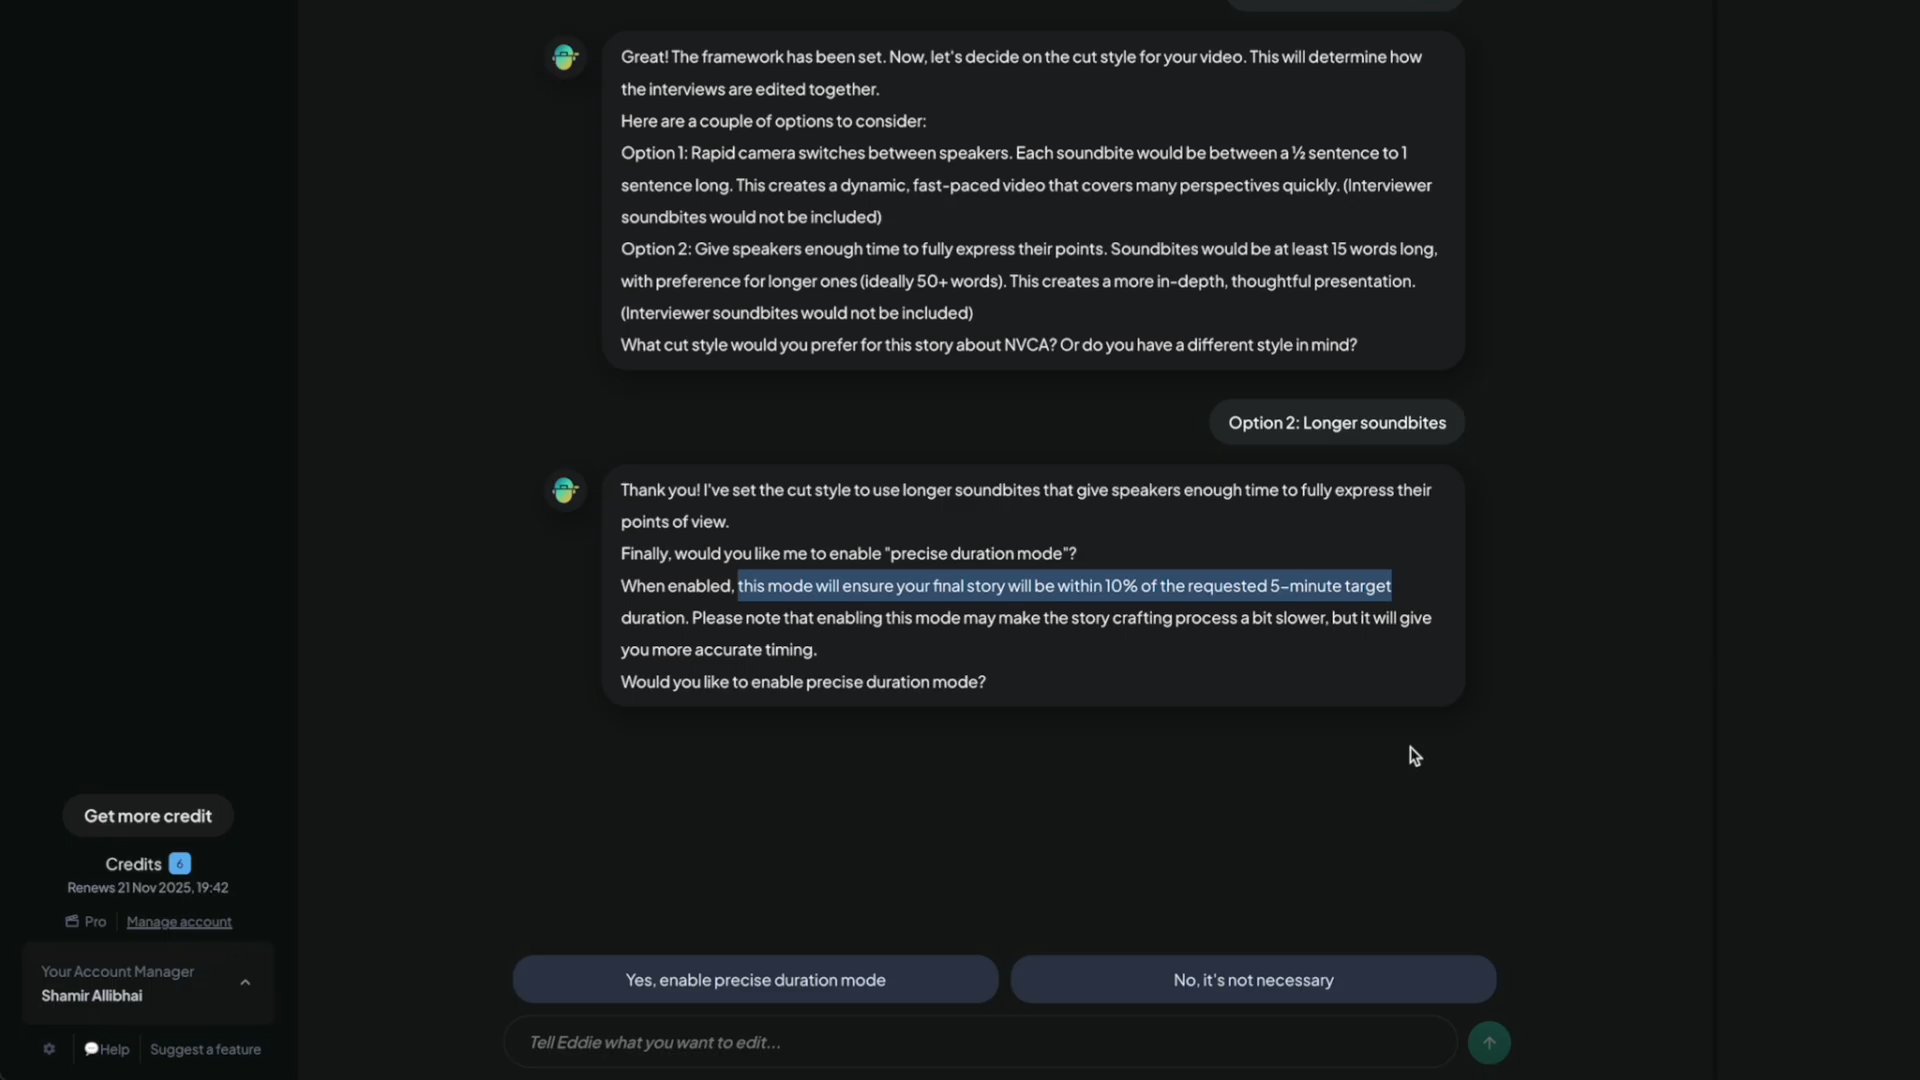 Great! The framework has been set. Now, let's decide on the cut style for your video. This will determine how
the interviews are edited together.
Here are a couple of options to consider:
Option 1: Rapid camera switches between speakers. Each soundbite would be between a ½ sentence to 1
sentence long. This creates a dynamic, fast-paced video that covers many perspectives quickly. (Interviewer
soundbites would not be included)
Option 2: Give speakers enough time to fully express their points. Soundbites would be at least 15 words long,
with preference for longer ones (ideally 50+ words). This creates a more in-depth, thoughtful presentation.
(Interviewer soundbites would not be included)
What cut style would you prefer for this story about NVCA? Or do you have a different style in mind?
Option 2: Longer soundbites
Thank you! I've set the cut style to use longer soundbites that give speakers enough time to fully express their
points of view.
Finally, would you like me to enable "precise duration mode"?
When enabled, this mode will ensure your final story will be within 10% of the requested 5-minute target
duration. Please note that enabling this mode may make the story crafting process a bit slower, but it will give
you more accurate timing.
Would you like to enable precise duration mode?
Get more credit
Credits 6
Renews 21 Nov 2025, 19:42
Pro Manage account
Your Account Manager
Shamir Allibhai
Help Suggest a feature
Yes, enable precise duration mode
No, it's not necessary
Tell Eddie what you want to edit...